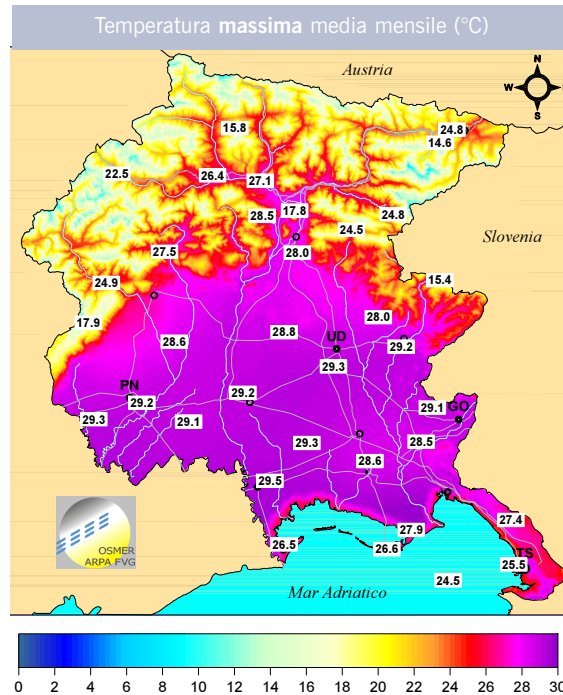 Temperatura massima media mensile (°C)
Austria
N
W E
S
24.8
15.8
14.6
22.5
26.4
27.1
28.5
17.8
24.8
24.5
Slovenia
27.5
28.0
24.9
15.4
17.9
28.0
28.8
UD
28.6
29.2
29.3
PN
29.2
29.2
29.1
GO
29.3
29.1
29.3
28.5
28.6
29.5
27.4
27.9
26.5
26.6
TS
25.5
24.5
OSMER
ARPA FVG
Mar Adriatico
0 2 4 6 8 10 12 14 16 18 20 22 24 26 28 30